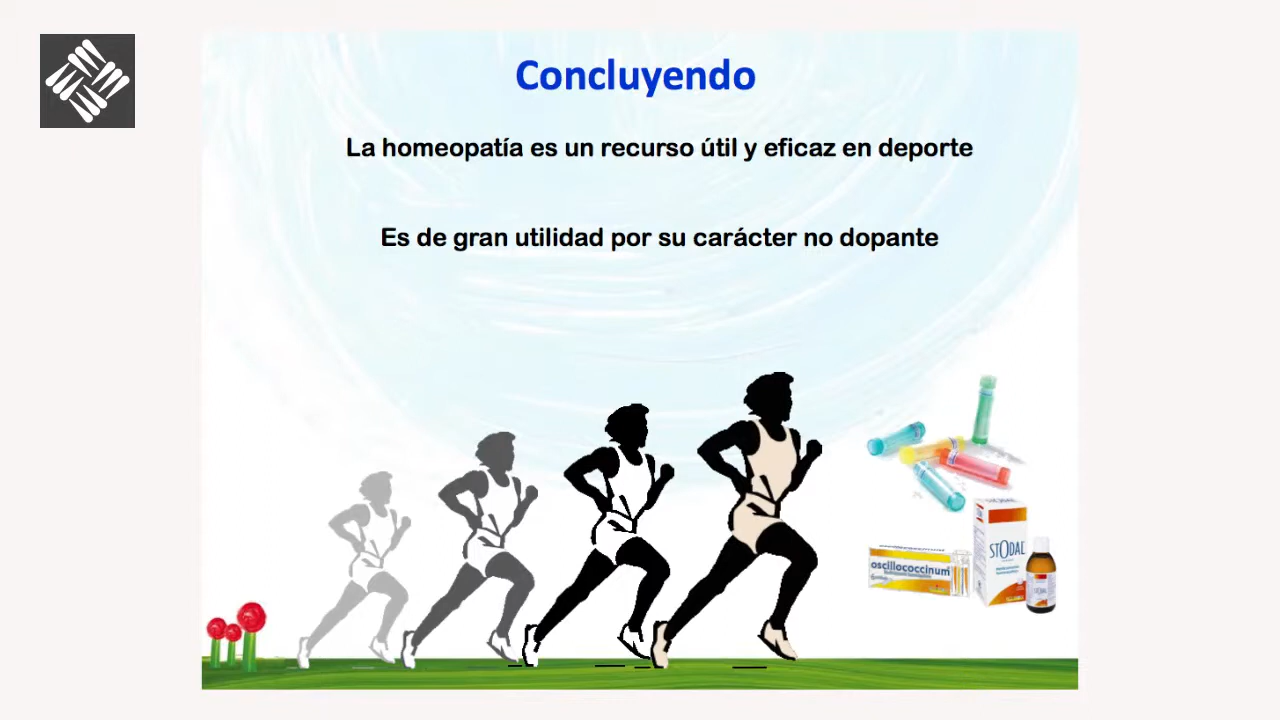 Concluyendo
La homeopatía es un recurso útil y eficaz en deporte
Es de gran utilidad por su carácter no dopante
STODAL
oscillococcinum